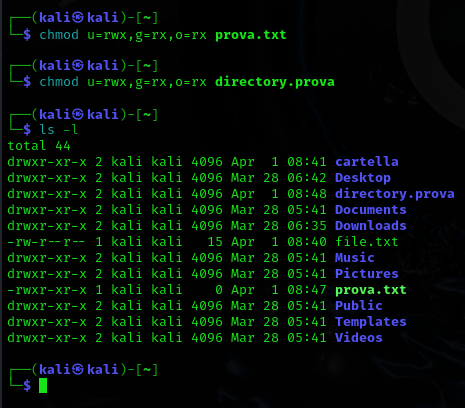 ┌──(kali㉿kali)-[~]
└─$ chmod u=rwx,g=rx,o=rx prova.txt
┌──(kali㉿kali)-[~]
└─$ chmod u=rwx,g=rx,o=rx directory.prova
┌──(kali㉿kali)-[~]
└─$ ls -l
total 44
drwxr-xr-x 2 kali kali 4096 Apr  1 08:41 cartella
drwxr-xr-x 2 kali kali 4096 Mar 28 06:42 Desktop
drwxr-xr-x 2 kali kali 4096 Apr  1 08:48 directory.prova
drwxr-xr-x 2 kali kali 4096 Mar 28 05:41 Documents
drwxr-xr-x 2 kali kali 4096 Mar 28 06:35 Downloads
-rw-r--r-- 1 kali kali   15 Apr  1 08:40 file.txt
drwxr-xr-x 2 kali kali 4096 Mar 28 05:41 Music
drwxr-xr-x 2 kali kali 4096 Mar 28 05:41 Pictures
-rwxr-xr-x 1 kali kali    0 Apr  1 08:47 prova.txt
drwxr-xr-x 2 kali kali 4096 Mar 28 05:41 Public
drwxr-xr-x 2 kali kali 4096 Mar 28 05:41 Templates
drwxr-xr-x 2 kali kali 4096 Mar 28 05:41 Videos
┌──(kali㉿kali)-[~]
└─$